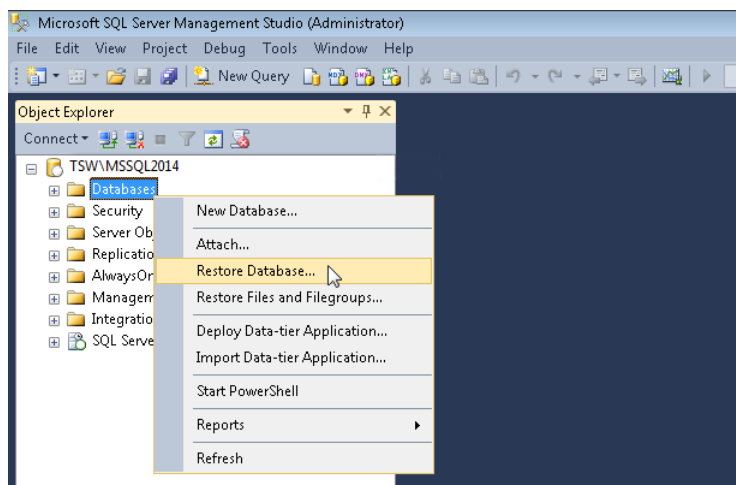 Microsoft SQL Server Management Studio (Administrator)
File Edit View Project Debug Tools Window Help
New Query
Object Explorer
Connect
TSW\MSSQL2014
Databases
Security
Server Ob
Replicatio
AlwaysOr
Managem
Integratio
SQL Serve
New Database...
Attach...
Restore Database...
Restore Files and Filegroups...
Deploy Data-tier Application...
Import Data-tier Application...
Start PowerShell
Reports
Refresh